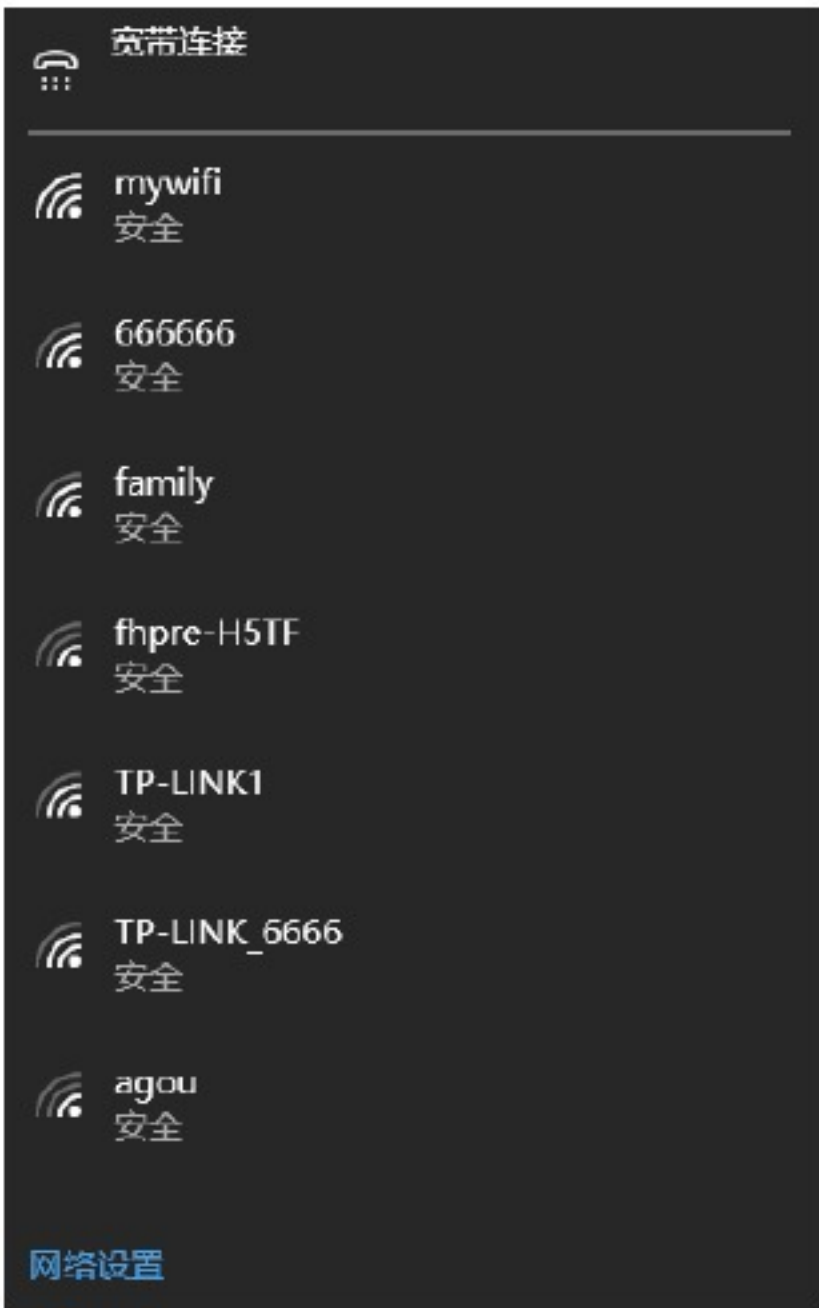 宽带连接
mywifi
安全
666666
安全
family
安全
fhpre-H5TF
安全
TP-LINK1
安全
TP-LINK_6666
安全
agou
安全
网络设置